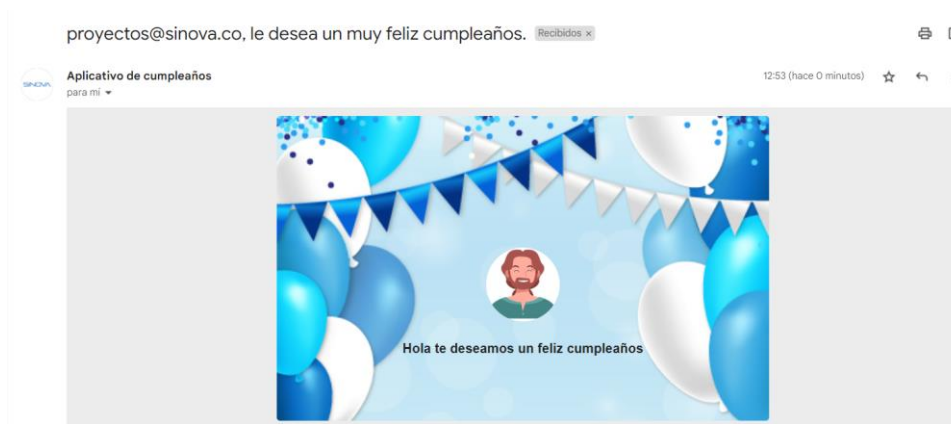 proyectos@sinova.co, le desea un muy feliz cumpleaños. Recibidos x
SINOVA
Aplicativo de cumpleaños
12:53 (hace 0 minutos)
para mí
Hola te deseamos un feliz cumpleaños